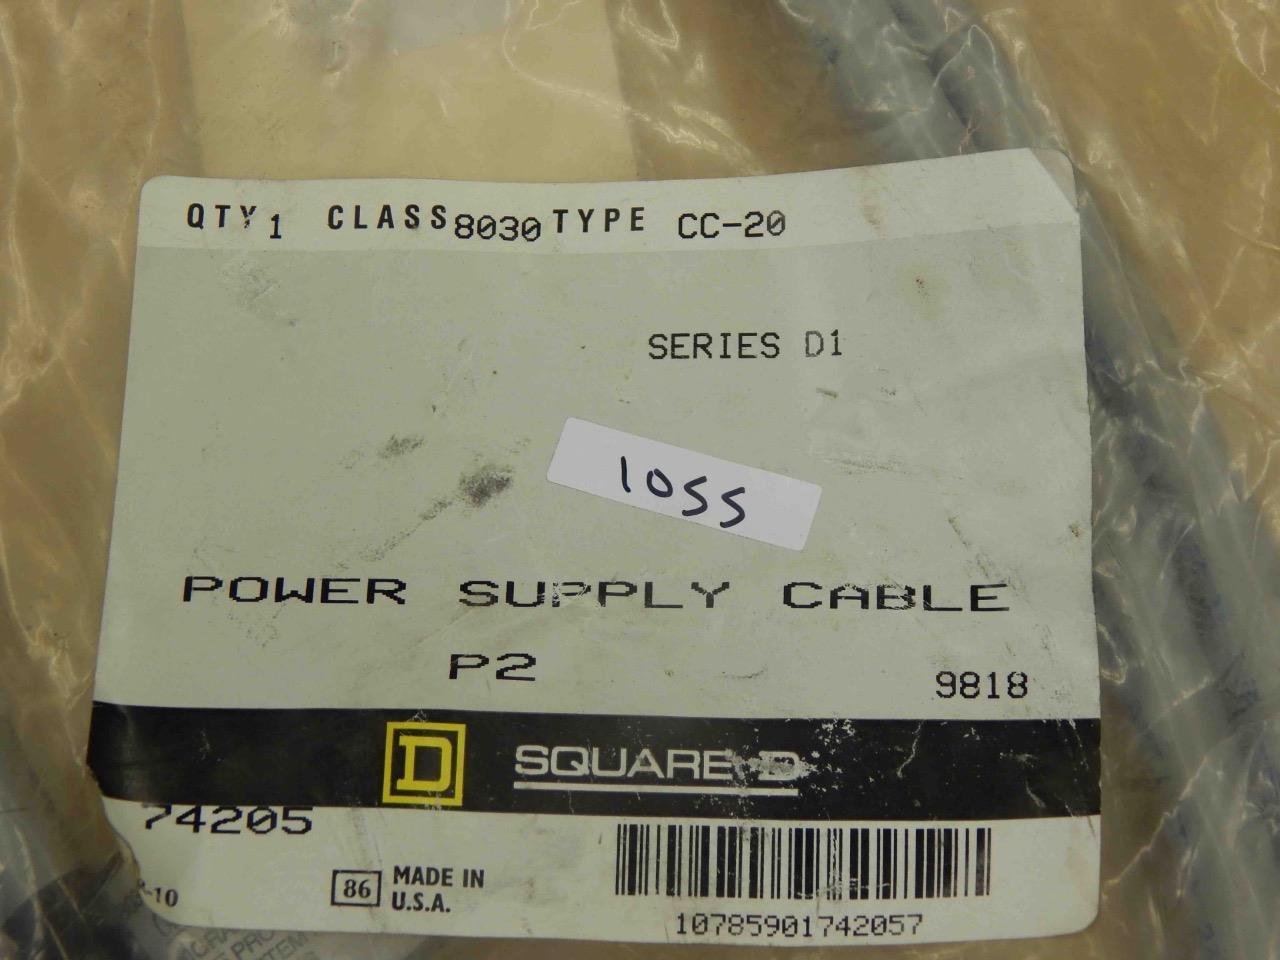 QTY 1 CLASS 8030 TYPE CC-20
SERIES D1
1055
POWER SUPPLY CABLE
P2
9818
D SQUARE D
74205
86 MADE IN
U.S.A.
-10
10785901742057